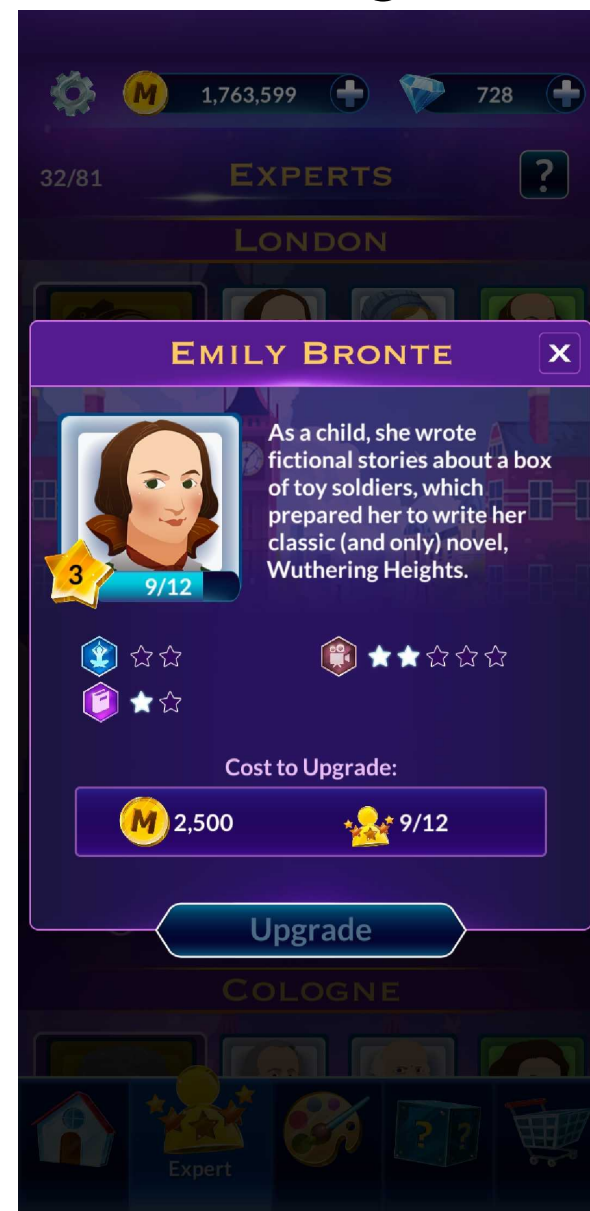 M 1,763,599 728
32/81 EXPERTS ?
LONDON
EMILY BRONTE X
As a child, she wrote
fictional stories about a box
of toy soldiers, which
prepared her to write her
classic (and only) novel,
Wuthering Heights.
3
9/12
Cost to Upgrade:
M 2,500 9/12
Upgrade
COLOGNE
? ?
Expert